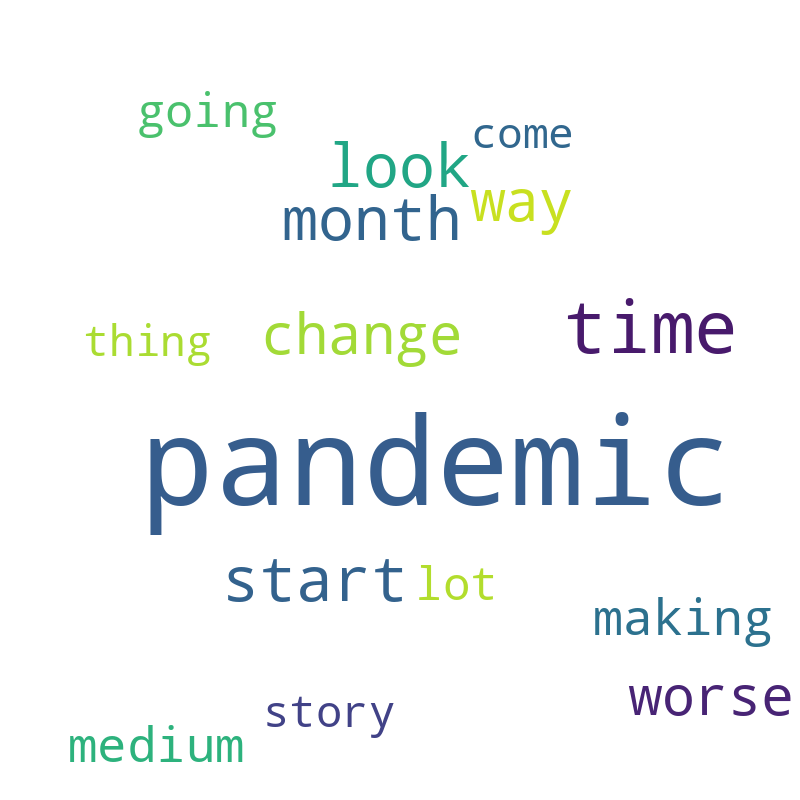 going
come
look
month
way
time
change
thing
pandemic
start
lot
making
worse
story
medium